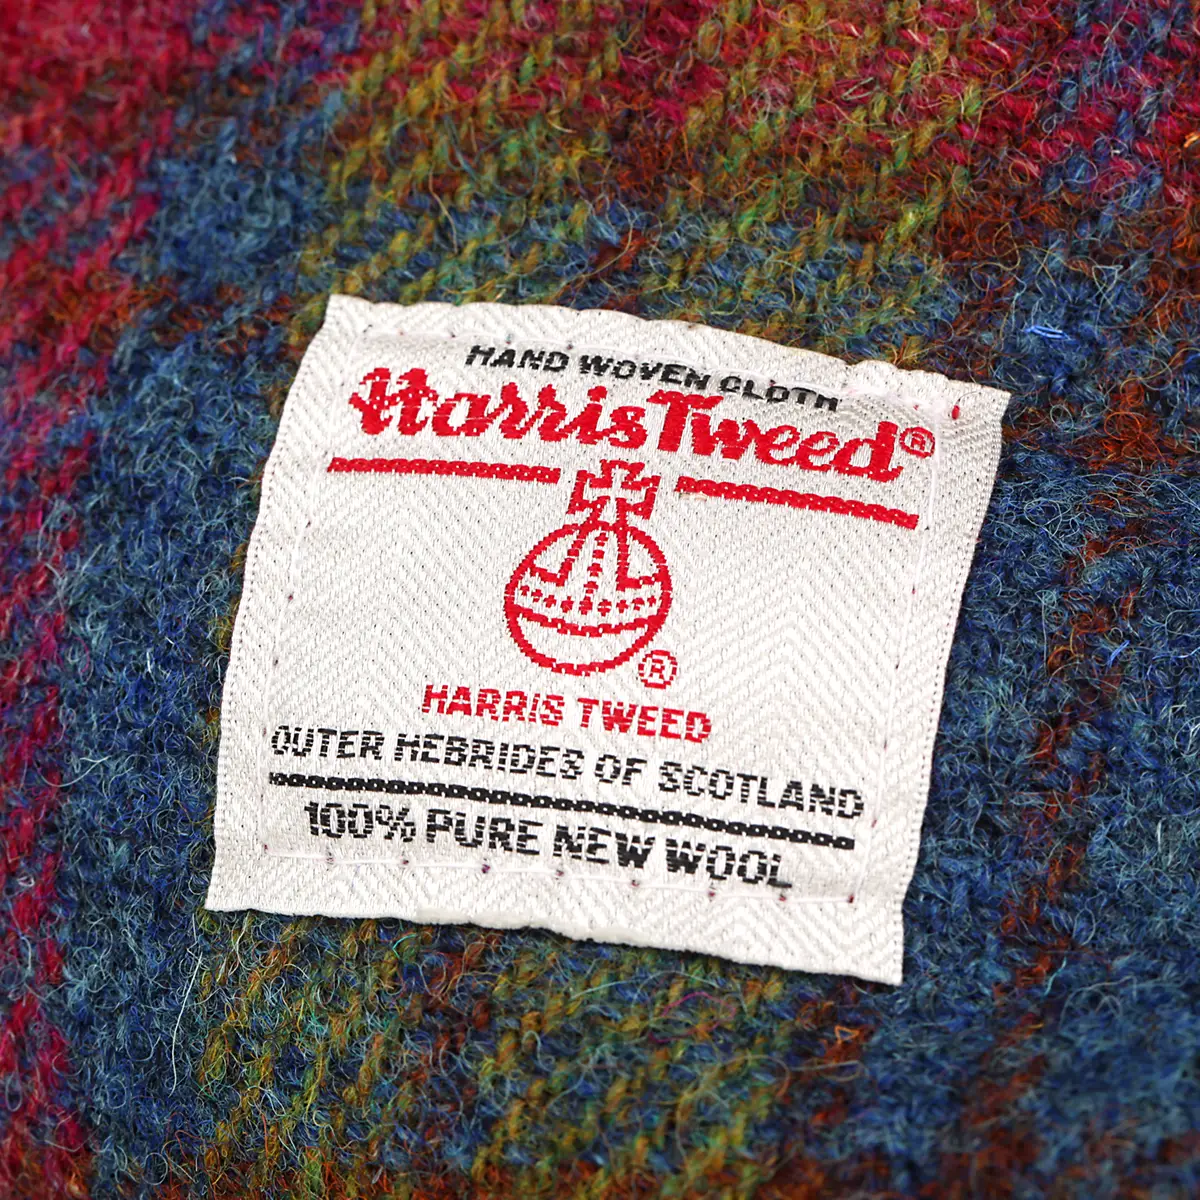 HAND WOVEN CLOTH
Harris Tweed®
®
HARRIS TWEED
OUTER HEBRIDES OF SCOTLAND
100% PURE NEW WOOL